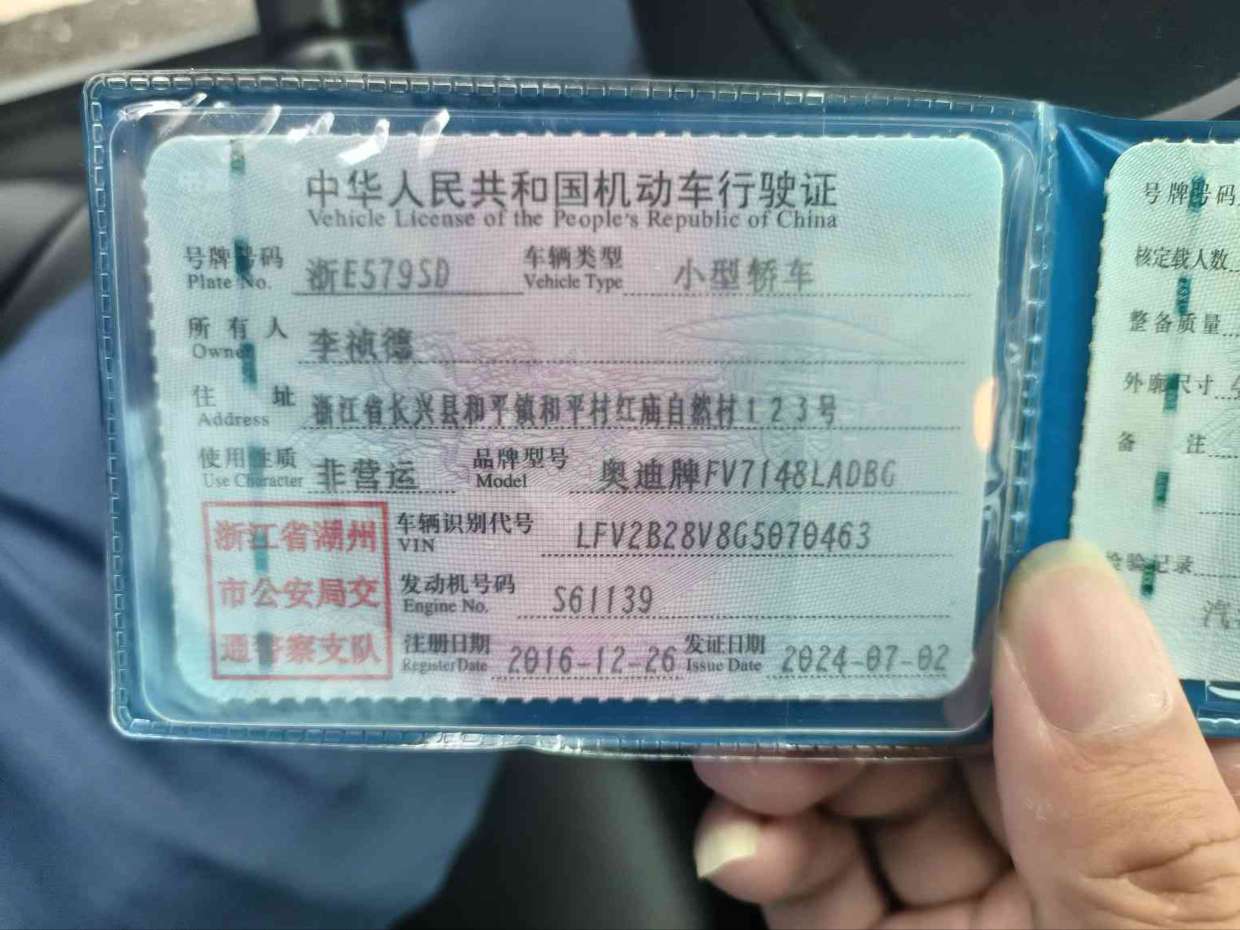 中华人民共和国机动车行驶证
Vehicle License of the People's Republic of China
号牌号码 浙E579SD 车辆类型 小型轿车
Plate No. Vehicle Type
所有人 李祯德
Owner
住址 浙江省长兴县和平镇和平村红庙自然村123号
Address
使用性质 非营运 品牌型号 奥迪牌FV7148LADBG
Use Character Model
浙江省湖州
市公安局交
通警察支队
车辆识别代号 LFV2B28V8G5070463
VIN
发动机号码 S61139
Engine No.
注册日期 2016-12-26 发证日期 2024-07-02
Register Date Issue Date
号牌号码
核定载人数
整备质量
外廓尺寸
备注
检验记录
汽